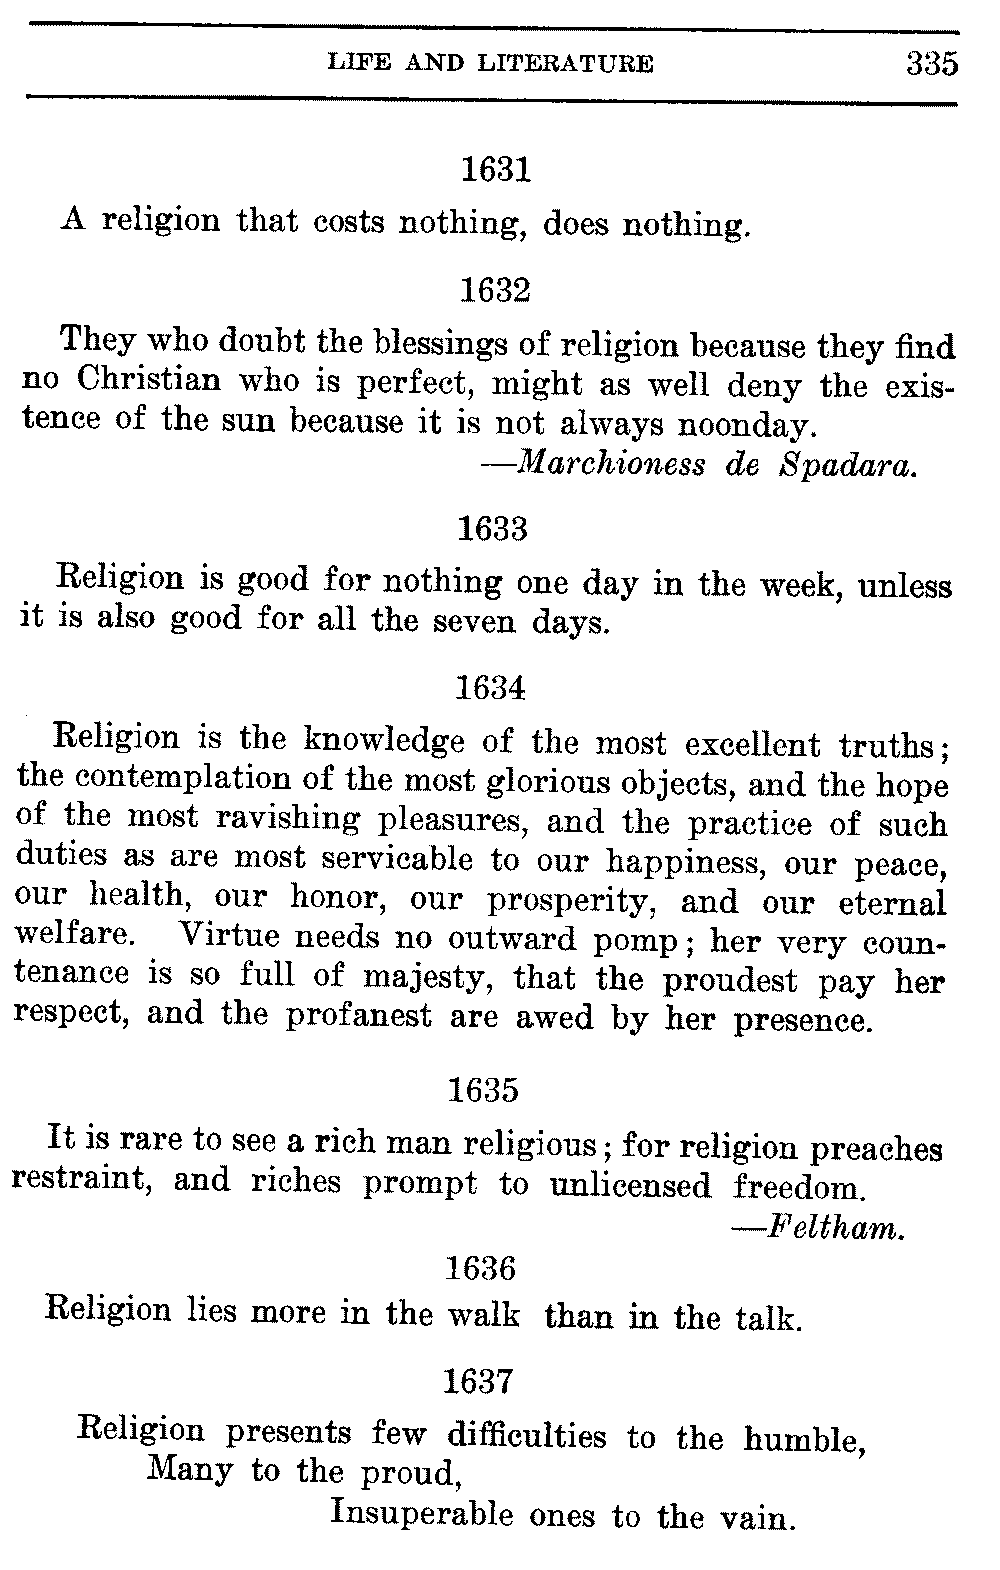 LIFE AND LITERATURE 335
1631
A religion that costs nothing, does nothing.
1632
They who doubt the blessings of religion because they find
no Christian who is perfect, might as well deny the exis-
tence of the sun because it is not always noonday.
—Marchioness de Spadara.
1633
Religion is good for nothing one day in the week, unless
it is also good for all the seven days.
1634
Religion is the knowledge of the most excellent truths;
the contemplation of the most glorious objects, and the hope
of the most ravishing pleasures, and the practice of such
duties as are most servicable to our happiness, our peace,
our health, our honor, our prosperity, and our eternal
welfare. Virtue needs no outward pomp; her very coun-
tenance is so full of majesty, that the proudest pay her
respect, and the profanest are awed by her presence.
1635
It is rare to see a rich man religious; for religion preaches
restraint, and riches prompt to unlicensed freedom.
—Feltham.
1636
Religion lies more in the walk than in the talk.
1637
Religion presents few difficulties to the humble,
Many to the proud,
Insuperable ones to the vain.